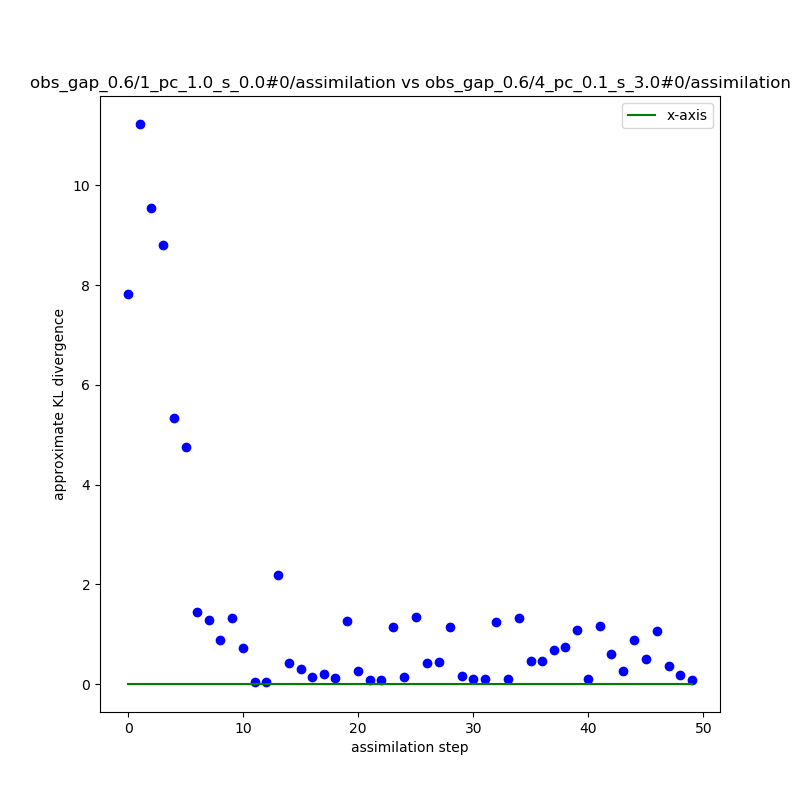 obs_gap_0.6/1_pc_1.0_s_0.0#0/assimilation vs obs_gap_0.6/4_pc_0.1_s_3.0#0/assimilation
x-axis
10
8
6
4
2
0
approximate KL divergence
0 10 20 30 40 50
assimilation step